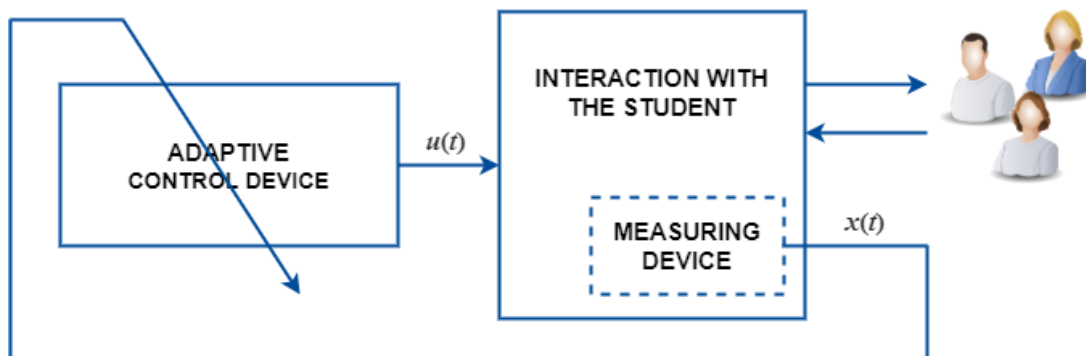 INTERACTION WITH
THE STUDENT
ADAPTIVE
CONTROL DEVICE
u(t)
MEASURING
DEVICE
x(t)